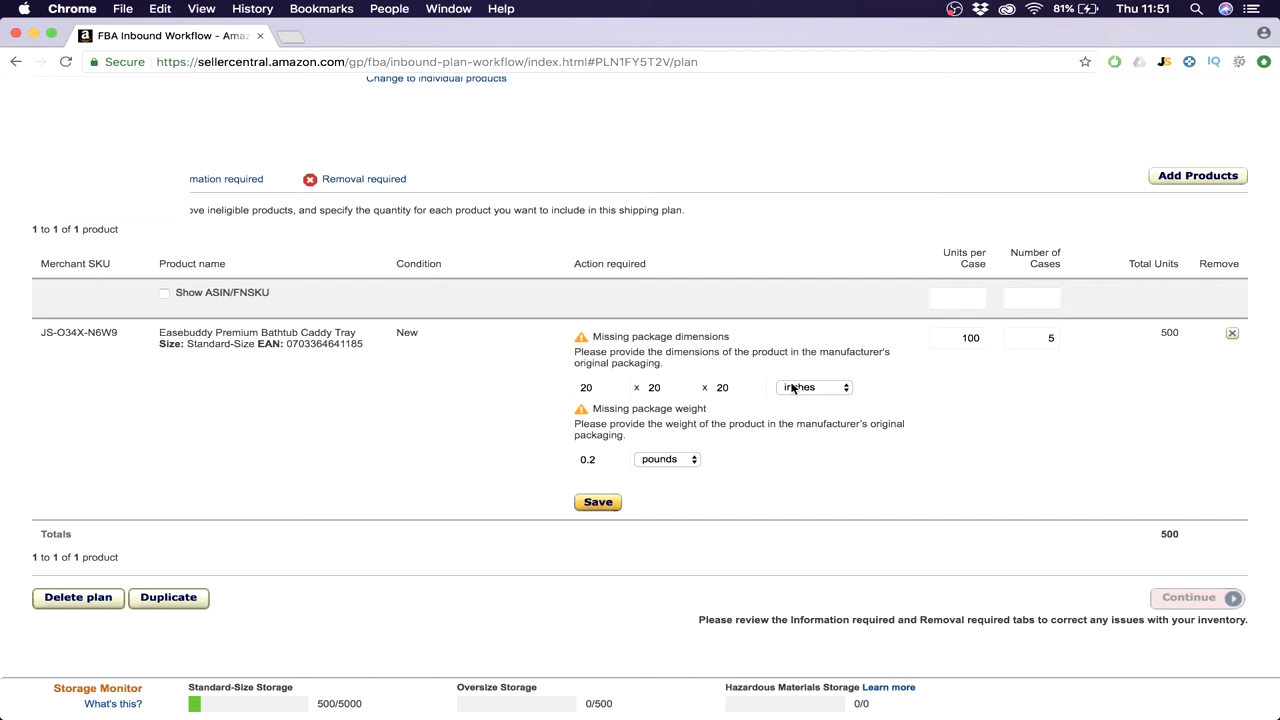 Chrome File Edit View History Bookmarks People Window Help 81% Thu 11:51
FBA Inbound Workflow - Amaz
Secure https://sellercentral.amazon.com/gp/fba/inbound-plan-workflow/index.html#PLN1FY5T2V/plan
JS IQ
Change to individual products
mation required Removal required Add Products
ove ineligible products, and specify the quantity for each product you want to include in this shipping plan.
1 to 1 of 1 product
Merchant SKU Product name Condition Action required Units per Case Number of Cases Total Units Remove
Show ASIN/FNSKU
JS-O34X-N6W9 Easebuddy Premium Bathtub Caddy Tray New 500
Size: Standard-Size EAN: 0703364641185
Missing package dimensions 100 5
Please provide the dimensions of the product in the manufacturer's
original packaging.
20 x 20 x 20 inches
Missing package weight
Please provide the weight of the product in the manufacturer's original
packaging.
0.2 pounds
Save
Totals 500
1 to 1 of 1 product
Delete plan Duplicate Continue
Please review the Information required and Removal required tabs to correct any issues with your inventory.
Storage Monitor Standard-Size Storage Oversize Storage Hazardous Materials Storage Learn more
What's this? 500/5000 0/500 0/0